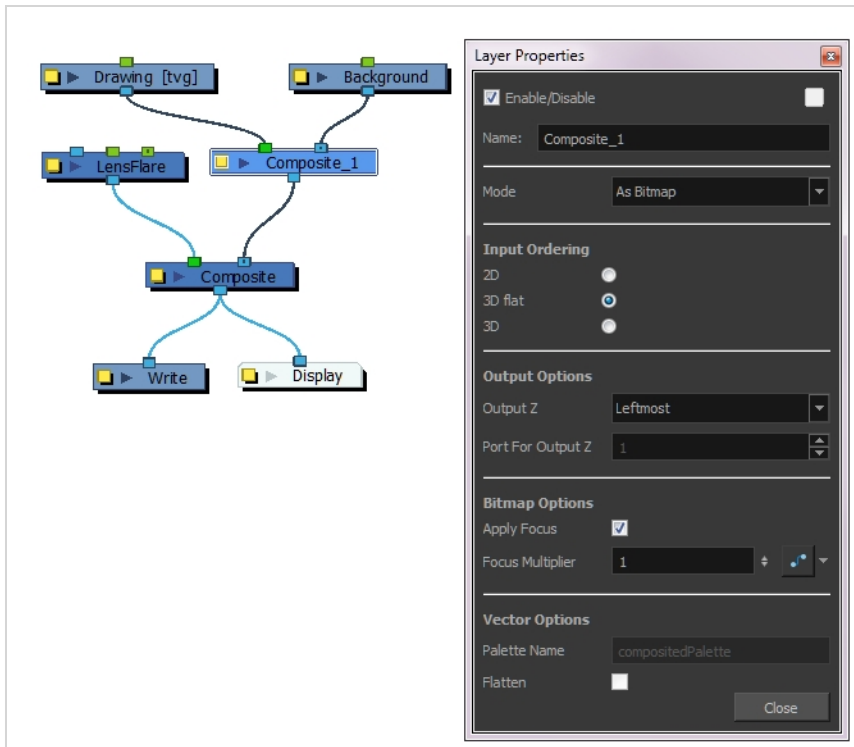 Drawing [tvg]
Background
LensFlare
Composite_1
Composite
Write
Display
Layer Properties
Enable/Disable
Name: Composite_1
Mode As Bitmap
Input Ordering
2D
3D flat
3D
Output Options
Output Z Leftmost
Port For Output Z 1
Bitmap Options
Apply Focus
Focus Multiplier 1
Vector Options
Palette Name compositedPalette
Flatten
Close